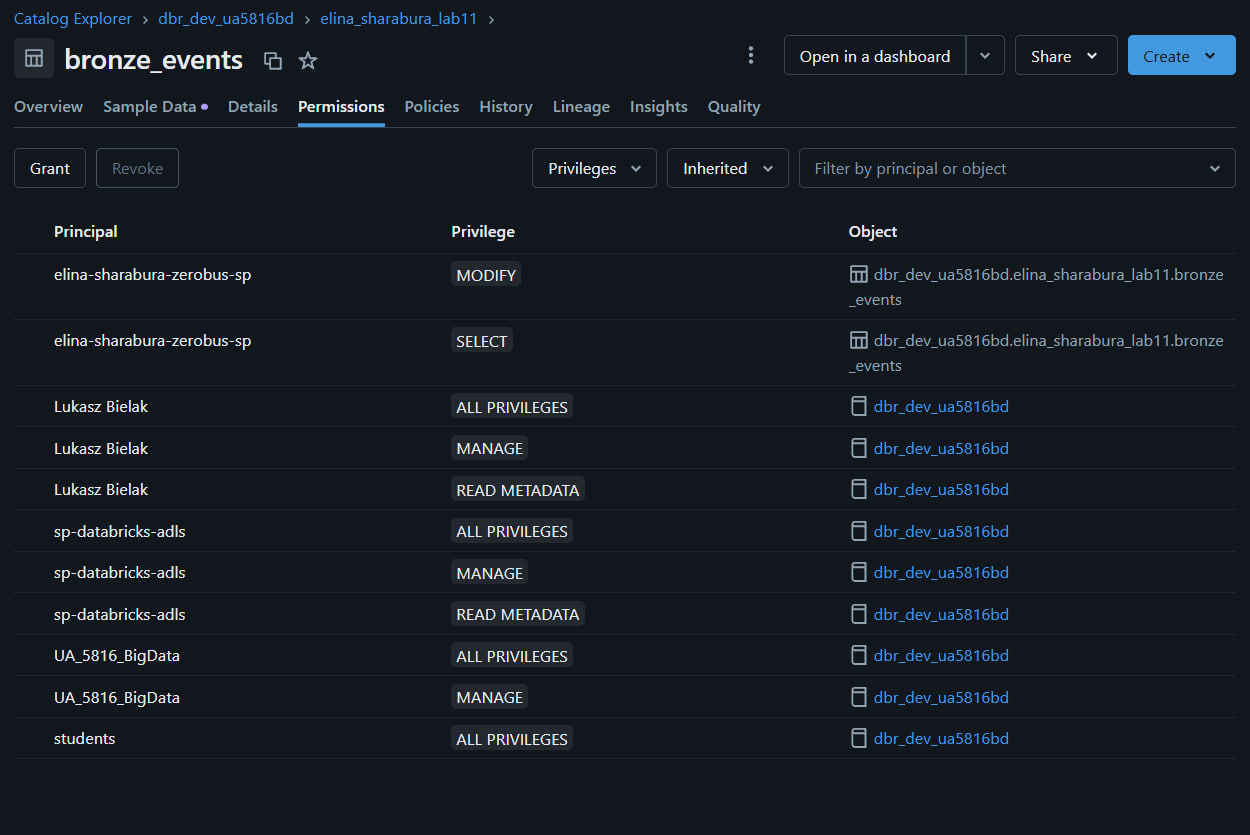 Catalog Explorer > dbr_dev_ua5816bd > elina_sharabura_lab11 >
bronze_events
Open in a dashboard
Share
Create
Overview Sample Data Details Permissions Policies History Lineage Insights Quality
Grant Revoke Privileges Inherited Filter by principal or object
Principal Privilege Object
elina-sharabura-zerobus-sp MODIFY dbr_dev_ua5816bd.elina_sharabura_lab11.bronze
_events
elina-sharabura-zerobus-sp SELECT dbr_dev_ua5816bd.elina_sharabura_lab11.bronze
_events
Lukasz Bielak ALL PRIVILEGES dbr_dev_ua5816bd
Lukasz Bielak MANAGE dbr_dev_ua5816bd
Lukasz Bielak READ METADATA dbr_dev_ua5816bd
sp-databricks-adls ALL PRIVILEGES dbr_dev_ua5816bd
sp-databricks-adls MANAGE dbr_dev_ua5816bd
sp-databricks-adls READ METADATA dbr_dev_ua5816bd
UA_5816_BigData ALL PRIVILEGES dbr_dev_ua5816bd
UA_5816_BigData MANAGE dbr_dev_ua5816bd
students ALL PRIVILEGES dbr_dev_ua5816bd